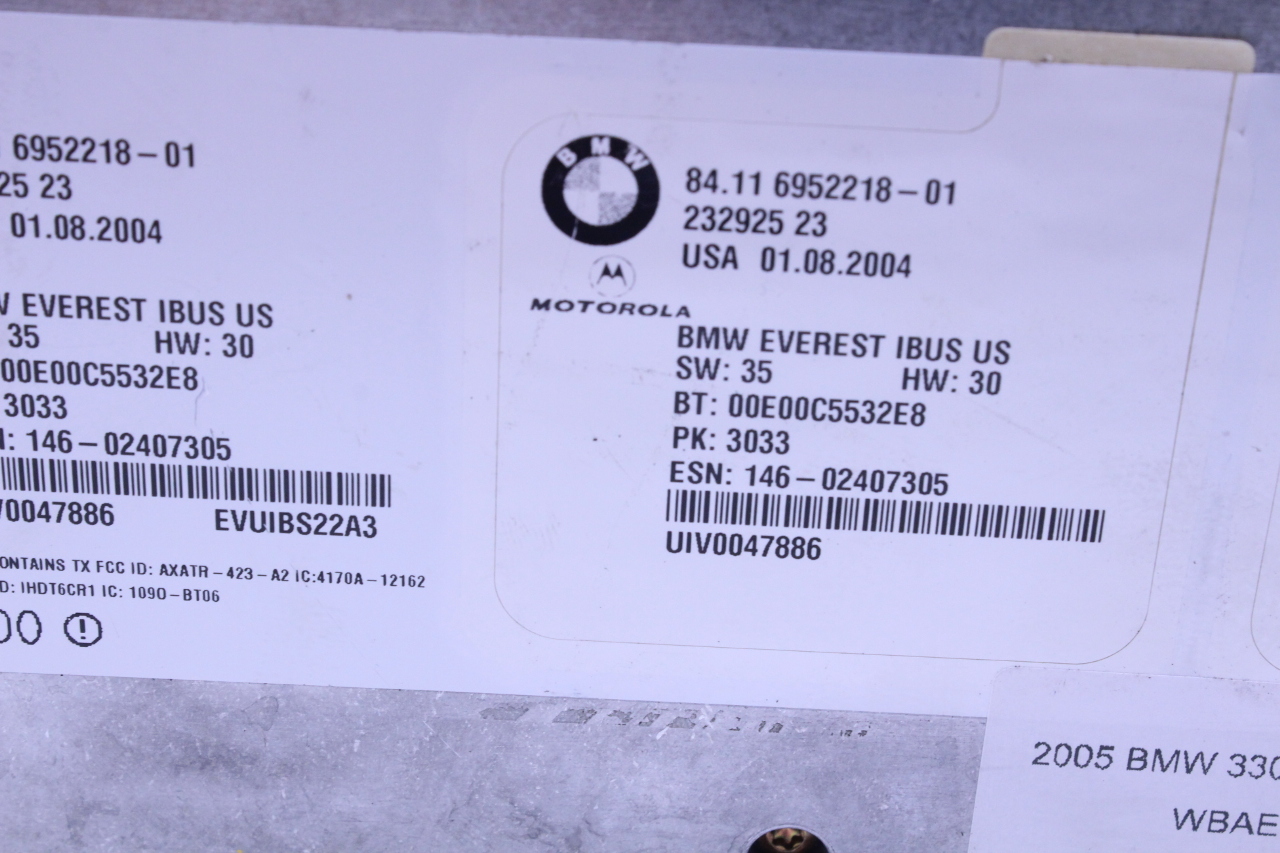 6952218-01
25 23
01.08.2004
EVEREST IBUS US
35 HW: 30
00E00C5532E8
3033
: 146-02407305
0047886 EVUIBS22A3
ONTAINS TX FCC ID: AXATR-423-A2 IC:4170A-12162
D: IHDT6CR1 IC: 1090-BT06
00
BMW
84.11 6952218-01
232925 23
USA 01.08.2004
MOTOROLA
BMW EVEREST IBUS US
SW: 35 HW: 30
BT: 00E00C5532E8
PK: 3033
ESN: 146-02407305
UIV0047886
2005 BMW 330
WBAE